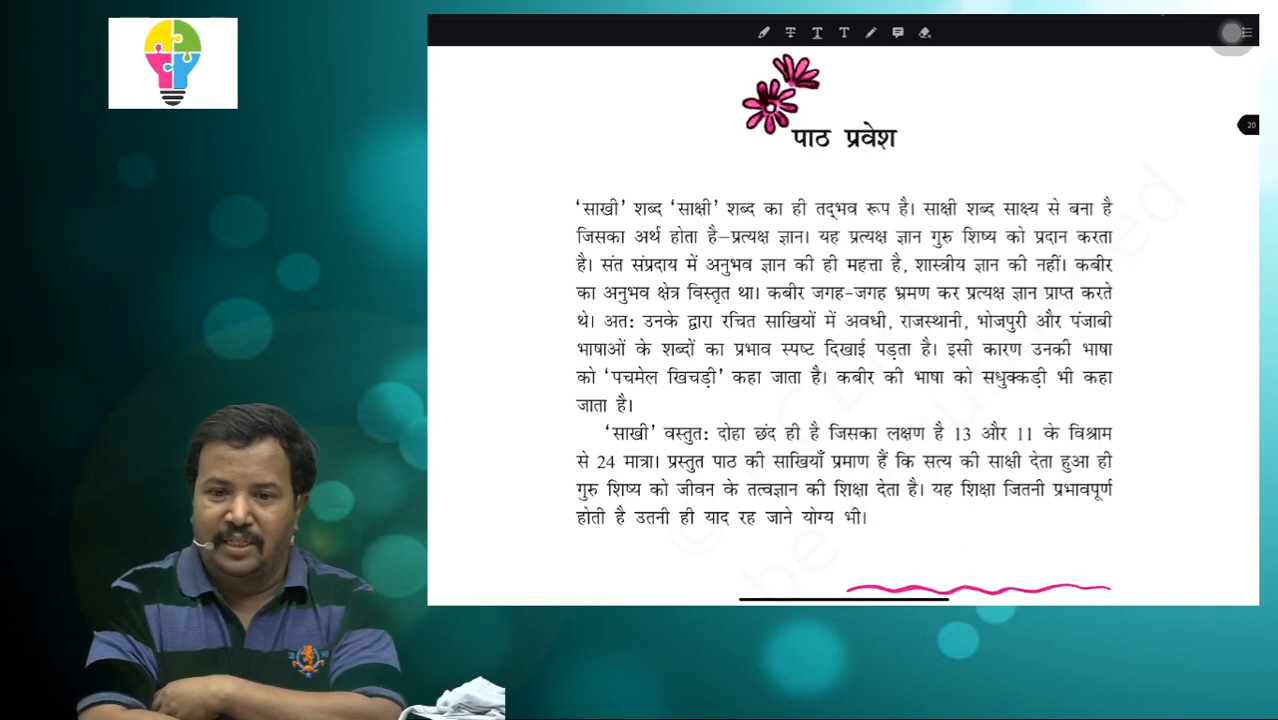 पाठ प्रवेश
20
‘साखी’ शब्द ‘साक्षी’ शब्द का ही तद्भव रूप है। साक्षी शब्द साक्ष्य से बना है
जिसका अर्थ होता है–प्रत्यक्ष ज्ञान। यह प्रत्यक्ष ज्ञान गुरु शिष्य को प्रदान करता
है। संत संप्रदाय में अनुभव ज्ञान की ही महत्ता है, शास्त्रीय ज्ञान की नहीं। कबीर
का अनुभव क्षेत्र विस्तृत था। कबीर जगह-जगह भ्रमण कर प्रत्यक्ष ज्ञान प्राप्त करते
थे। अत: उनके द्वारा रचित साखियों में अवधी, राजस्थानी, भोजपुरी और पंजाबी
भाषाओं के शब्दों का प्रभाव स्पष्ट दिखाई पड़ता है। इसी कारण उनकी भाषा
को ‘पचमेल खिचड़ी’ कहा जाता है। कबीर की भाषा को सधुक्कड़ी भी कहा
जाता है।
‘साखी’ वस्तुत: दोहा छंद ही है जिसका लक्षण है 13 और 11 के विश्राम
से 24 मात्रा। प्रस्तुत पाठ की साखियाँ प्रमाण हैं कि सत्य की साक्षी देता हुआ ही
गुरु शिष्य को जीवन के तत्वज्ञान की शिक्षा देता है। यह शिक्षा जितनी प्रभावपूर्ण
होती है उतनी ही याद रह जाने योग्य भी।